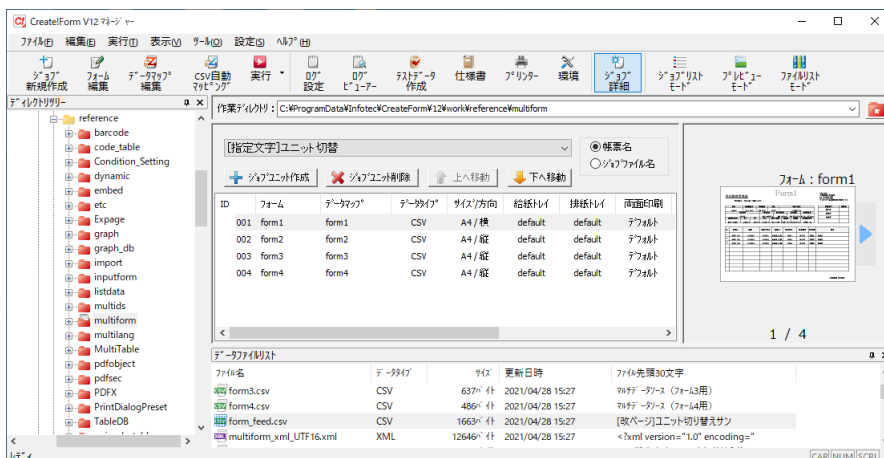 Create!Form V12 ﾏﾈｰｼﾞｬｰ
ﾌｧｲﾙ(F) 編集(E) 実行(T) 表示(V) ﾂｰﾙ(O) 設定(S) ﾍﾙﾌﾟ(H)
ｼﾞｮﾌﾞ新規作成 ﾌｫｰﾑ編集 ﾃﾞｰﾀﾏｯﾌﾟ編集 CSV自動ﾏｯﾋﾟﾝｸﾞ 実行 ﾛｸﾞ設定 ﾛｸﾞﾋﾞｭｰｱｰ ﾃｽﾄﾃﾞｰﾀ作成 仕様書 ﾌﾟﾘﾝﾀｰ 環境 ｼﾞｮﾌﾞ詳細 ｼﾞｮﾌﾞﾘｽﾄﾓｰﾄﾞ ﾌﾟﾚﾋﾞｭｰﾓｰﾄﾞ ﾌｧｲﾙﾘｽﾄﾓｰﾄﾞ
ﾃﾞｨﾚｸﾄﾘﾂﾘｰ
reference
barcode
code_table
Condition_Setting
dynamic
embed
etc
Expage
graph
graph_db
import
inputform
listdata
multids
multiform
multilang
MultiTable
pdfobject
pdfsec
PDFX
PrintDialogPreset
TableDB
作業ﾃﾞｨﾚｸﾄﾘ : C:¥ProgramData¥Infotec¥CreateForm¥12¥work¥reference¥multiform
[指定文字]ユニット切替
帳票名
ｼﾞｮﾌﾞﾌｧｲﾙ名
ｼﾞｮﾌﾞﾕﾆｯﾄ作成 ｼﾞｮﾌﾞﾕﾆｯﾄ削除 上へ移動 下へ移動
ID ﾌｫｰﾑ ﾃﾞｰﾀﾏｯﾌﾟ ﾃﾞｰﾀﾀｲﾌﾟ ｻｲｽﾞ/方向 給紙ﾄﾚｲ 排紙ﾄﾚｲ 両面印刷
001 form1 form1 CSV A4 / 横 default default ﾃﾞﾌｫﾙﾄ
002 form2 form2 CSV A4 / 縦 default default ﾃﾞﾌｫﾙﾄ
003 form3 form3 CSV A4 / 縦 default default ﾃﾞﾌｫﾙﾄ
004 form4 form4 CSV A4 / 縦 default default ﾃﾞﾌｫﾙﾄ
ﾌｫｰﾑ : form1
Form1
1 / 4
ﾃﾞｰﾀﾌｧｲﾙﾘｽﾄ
ﾌｧｲﾙ名 ﾃﾞｰﾀﾀｲﾌﾟ ｻｲｽﾞ 更新日時 ﾌｧｲﾙ先頭30文字
form3.csv CSV 637ﾊﾞｲﾄ 2021/04/28 15:27 ﾏﾙﾁﾃﾞｰﾀｿｰｽ（ﾌｫｰﾑ3用）
form4.csv CSV 486ﾊﾞｲﾄ 2021/04/28 15:27 ﾏﾙﾁﾃﾞｰﾀｿｰｽ（ﾌｫｰﾑ4用）
form_feed.csv CSV 1663ﾊﾞｲﾄ 2021/04/28 15:27 [改ページ]ユニット切り替えサン
multiform_xml_UTF16.xml XML 12646ﾊﾞｲﾄ 2021/04/28 15:27 <?xml version="1.0" encoding="
ﾚﾃﾞｨ
CAP NUM SCRL